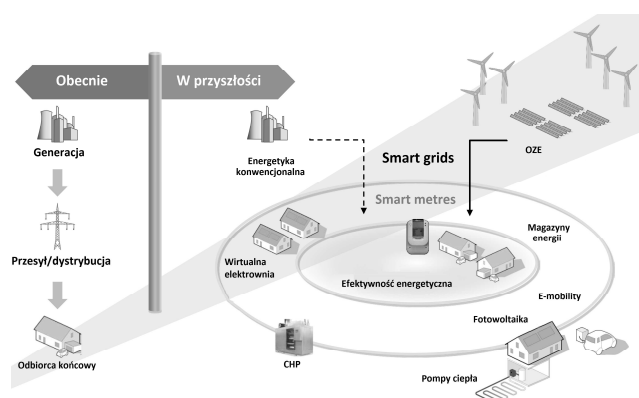 Obecnie
W przyszłości
Generacja
Przesył/dystrybucja
Odbiorca końcowy
Energetyka
konwencjonalna
Smart grids
OZE
Smart metres
Magazyny
energii
Wirtualna
elektrownia
Efektywność energetyczna
E-mobility
Fotowoltaika
CHP
Pompy ciepła